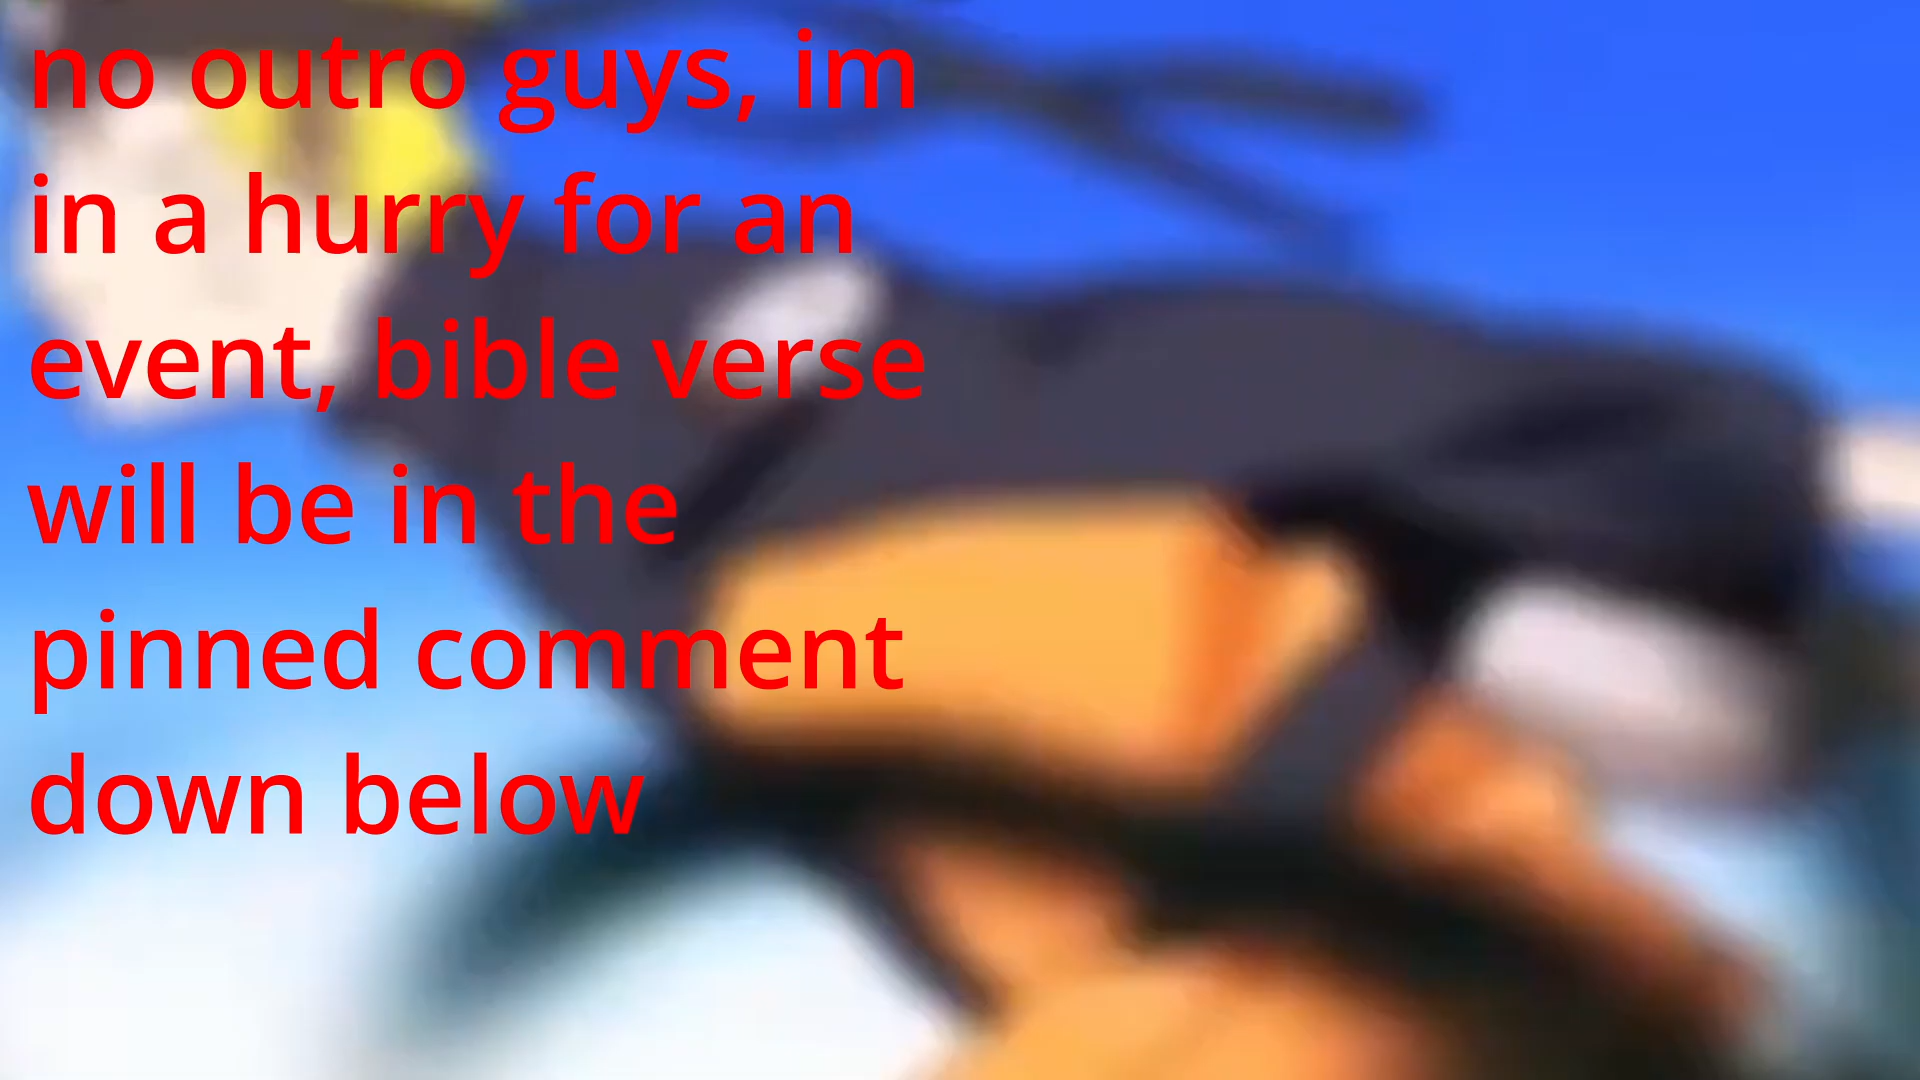 no outro guys, im
in a hurry for an
event, bible verse
will be in the
pinned comment
down below